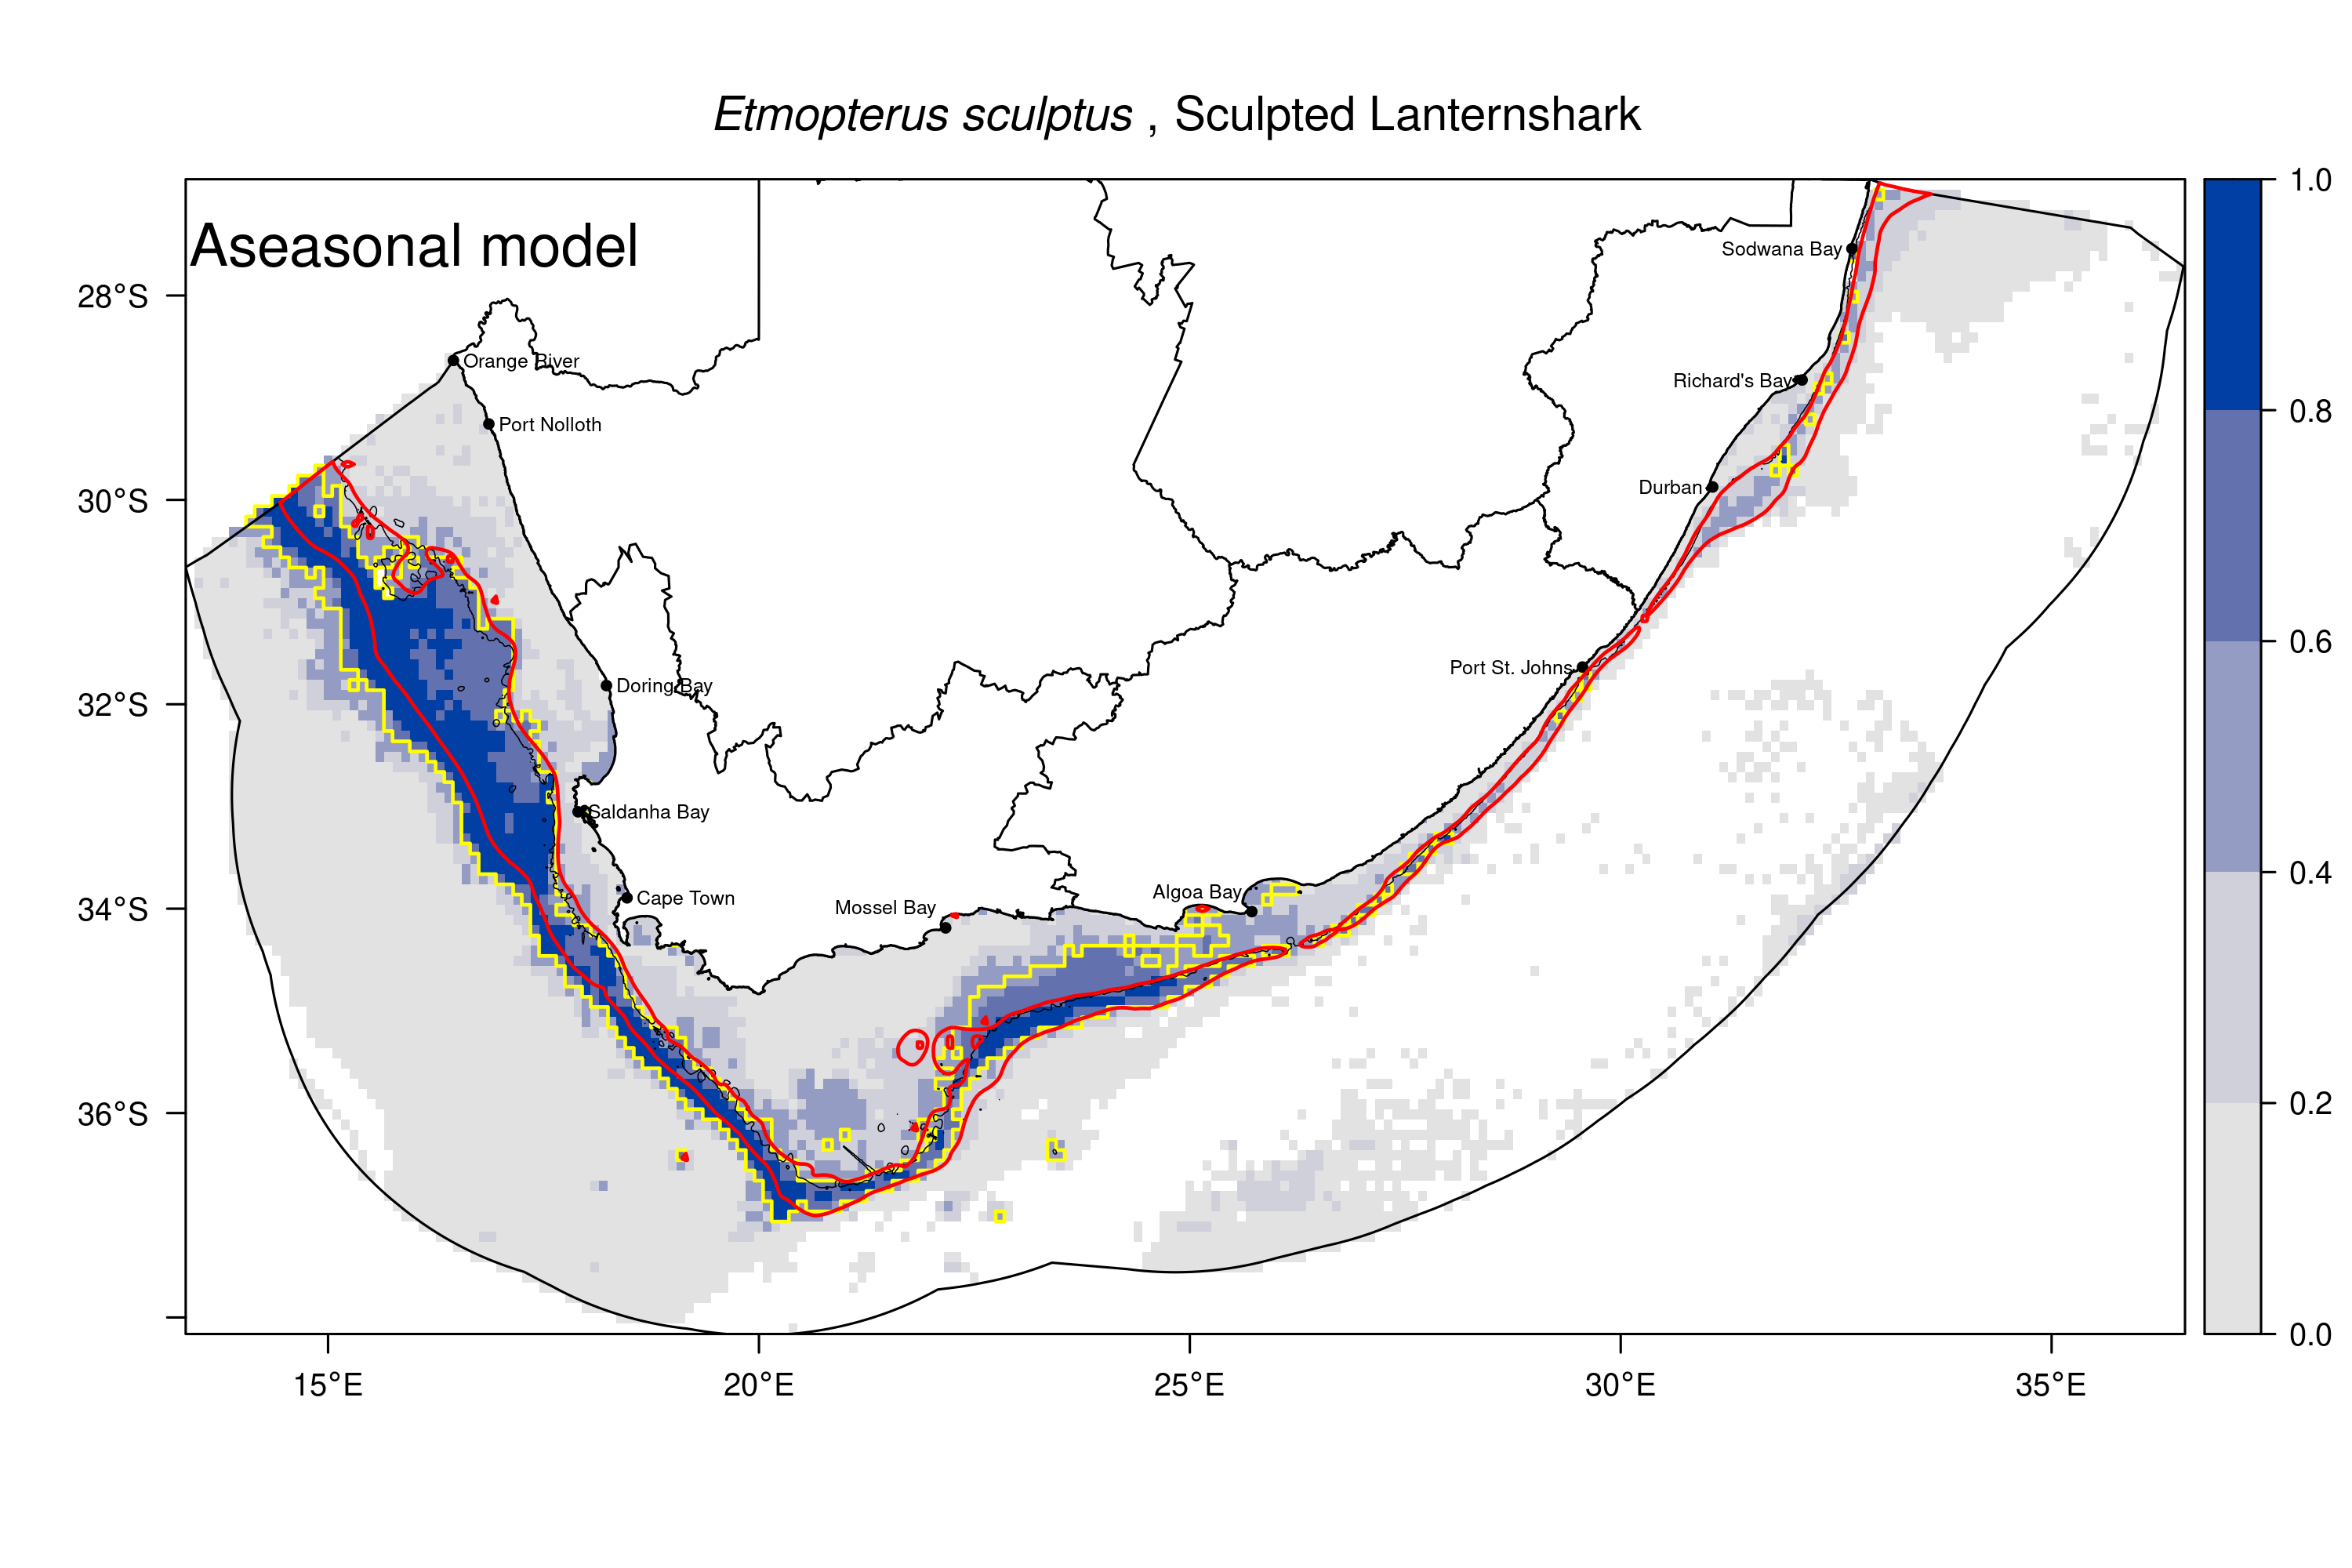 Etmopterus sculptus , Sculpted Lanternshark
Aseasonal model
Orange River
Port Nolloth
Doring Bay
Saldanha Bay
Cape Town
Mossel Bay
Algoa Bay
Port St. Johns
Durban
Richard's Bay
Sodwana Bay
28°S
30°S
32°S
34°S
36°S
15°E
20°E
25°E
30°E
35°E
1.0
0.8
0.6
0.4
0.2
0.0